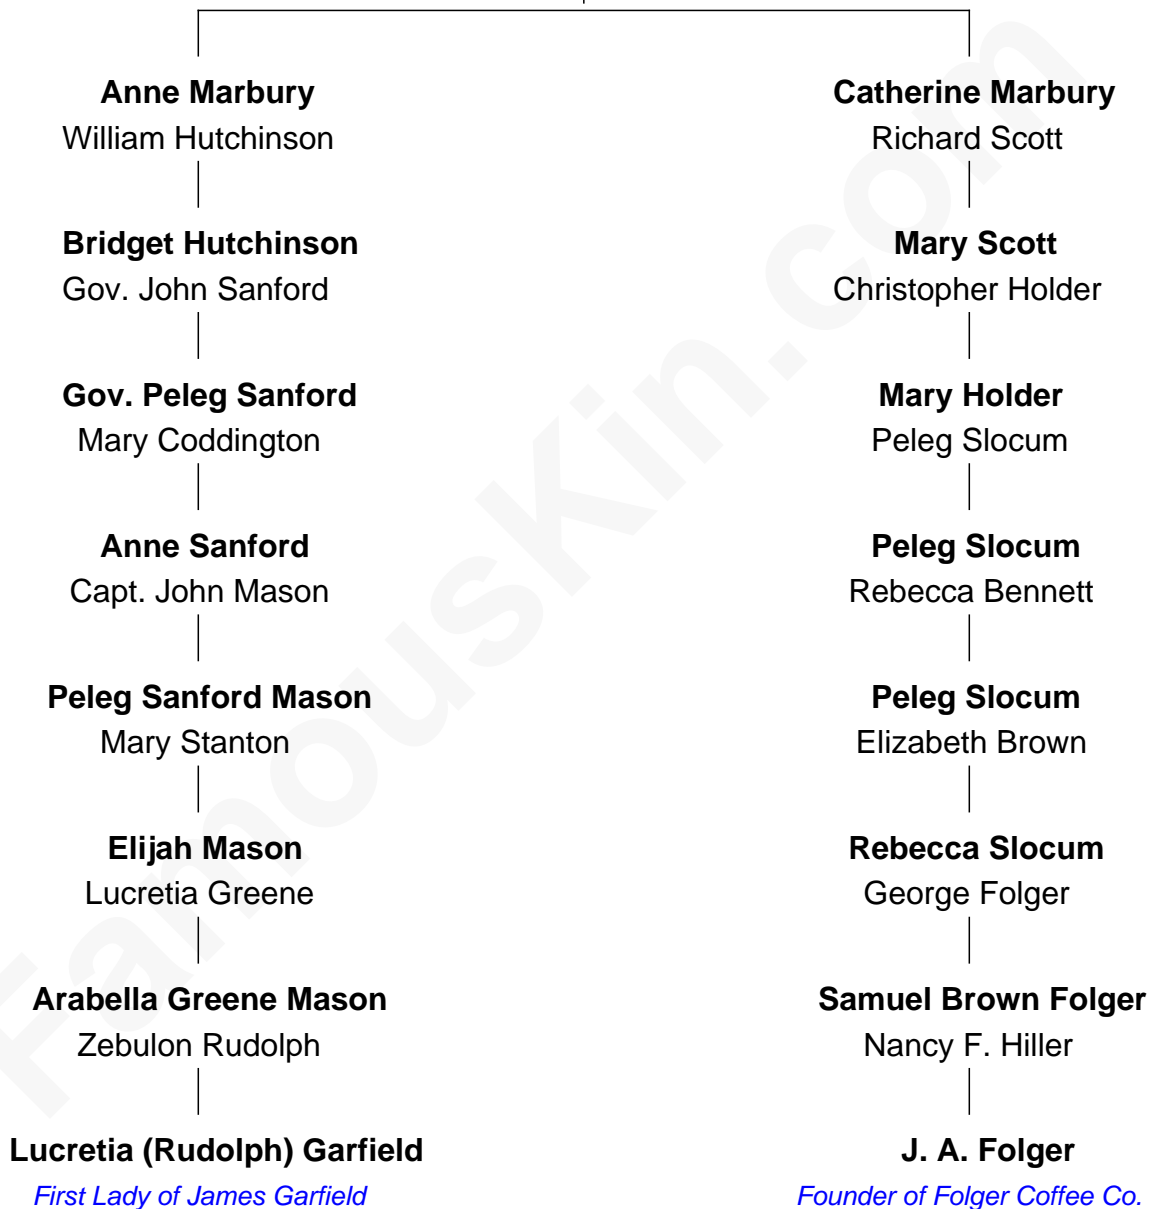 Anne Marbury
William Hutchinson
Bridget Hutchinson
Gov. John Sanford
Gov. Peleg Sanford
Mary Coddington
Anne Sanford
Capt. John Mason
Peleg Sanford Mason
Mary Stanton
Elijah Mason
Lucretia Greene
Arabella Greene Mason
Zebulon Rudolph
Lucretia (Rudolph) Garfield
First Lady of James Garfield
Catherine Marbury
Richard Scott
Mary Scott
Christopher Holder
Mary Holder
Peleg Slocum
Peleg Slocum
Rebecca Bennett
Peleg Slocum
Elizabeth Brown
Rebecca Slocum
George Folger
Samuel Brown Folger
Nancy F. Hiller
J. A. Folger
Founder of Folger Coffee Co.
FamousKin.com